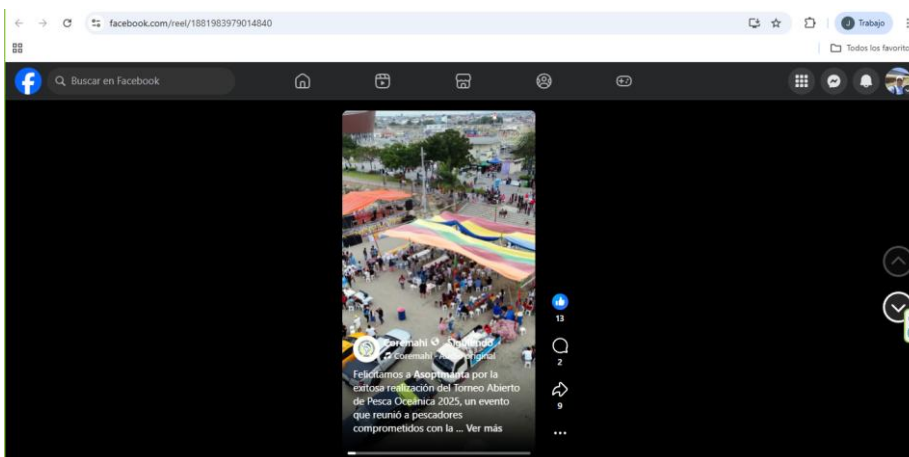 facebook.com/reel/1881983979014840
J Trabajo
Todos los favorito
f Buscar en Facebook
Coremahi · Siguiendo
Coremahi · Audio original
Felicitamos a Asoptmanta por la
exitosa realización del Torneo Abierto
de Pesca Oceánica 2025, un evento
que reunió a pescadores
comprometidos con la ... Ver más
13
2
9